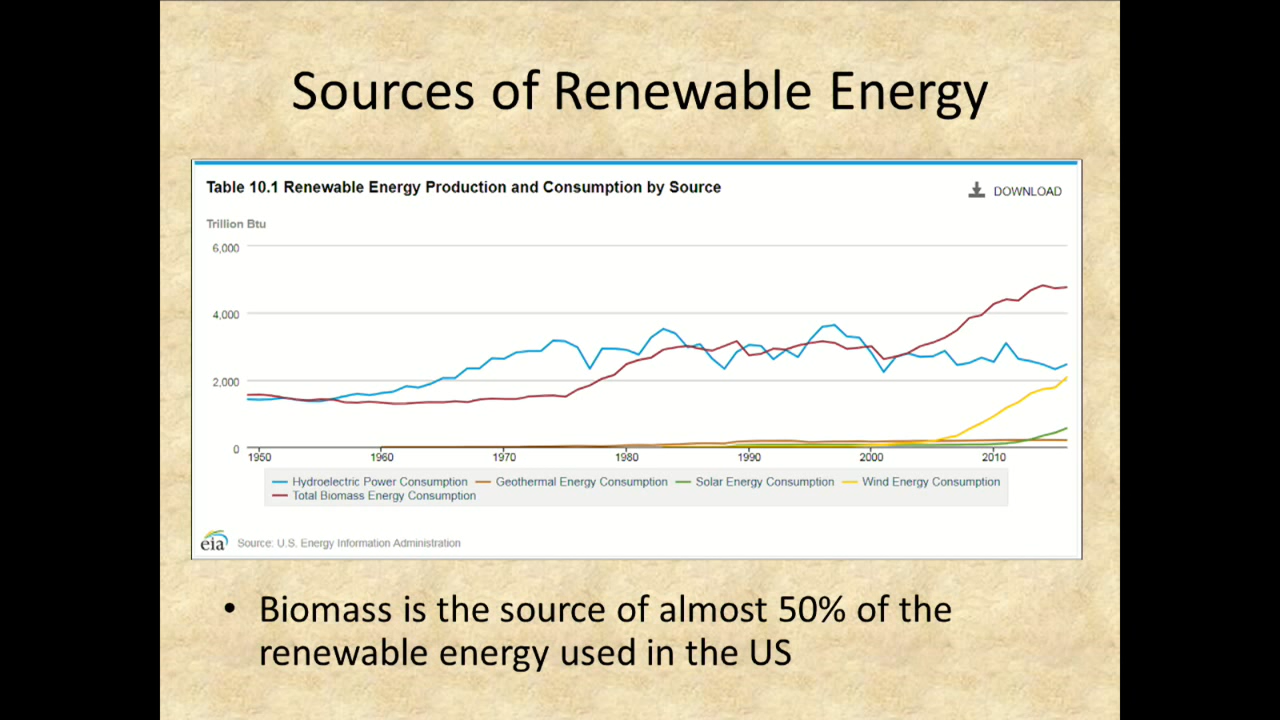 Sources of Renewable Energy
Table 10.1 Renewable Energy Production and Consumption by Source
DOWNLOAD
Trillion Btu
6,000
4,000
2,000
0
1950 1960 1970 1980 1990 2000 2010
Hydroelectric Power Consumption Geothermal Energy Consumption Solar Energy Consumption Wind Energy Consumption
Total Biomass Energy Consumption
eia Source: U.S. Energy Information Administration
• Biomass is the source of almost 50% of the
renewable energy used in the US